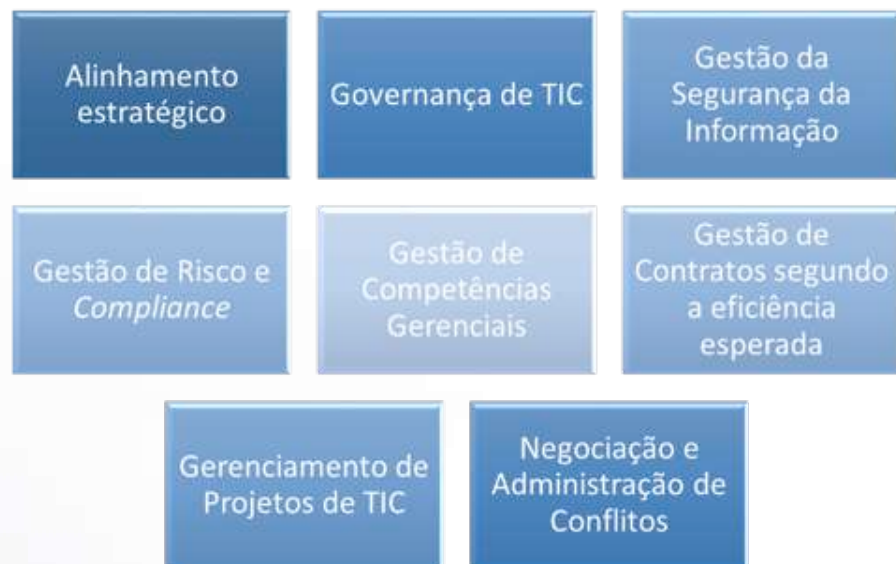 Alinhamento
estratégico
Governança de TIC
Gestão da
Segurança da
Informação
Gestão de Risco e
Compliance
Gestão de
Competências
Gerenciais
Gestão de
Contratos segundo
a eficiência
esperada
Gerenciamento de
Projetos de TIC
Negociação e
Administração de
Conflitos